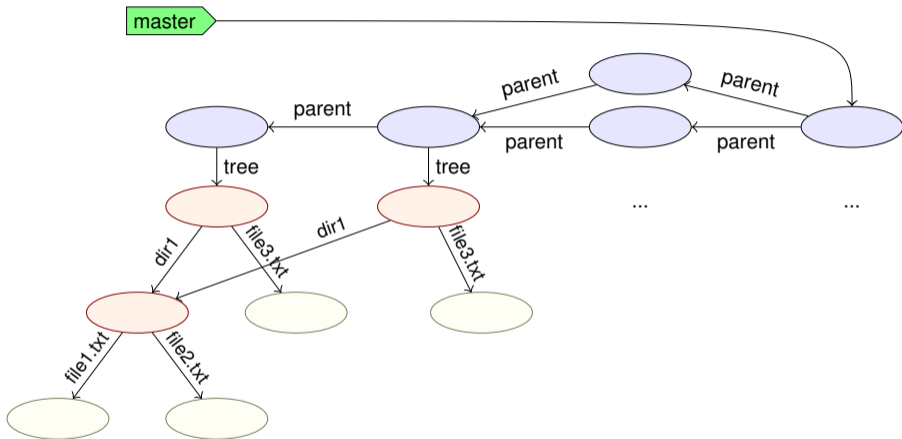 master
parent
parent
parent
parent
parent
tree
tree
...
...
dir1
file3.txt
dir1
file3.txt
file1.txt
file2.txt